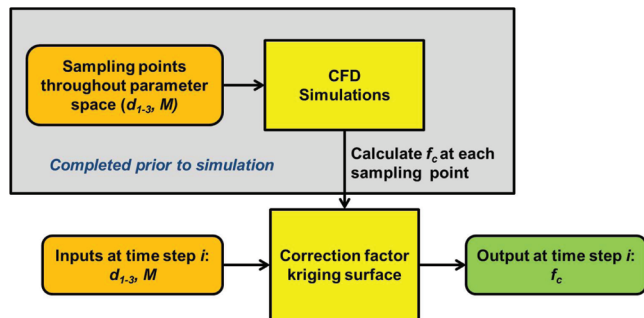 Sampling points
throughout parameter
space (d1-3, M)
CFD
Simulations
Completed prior to simulation
Calculate fc at each
sampling point
Inputs at time step i:
d1-3, M
Correction factor
kriging surface
Output at time step i:
fc